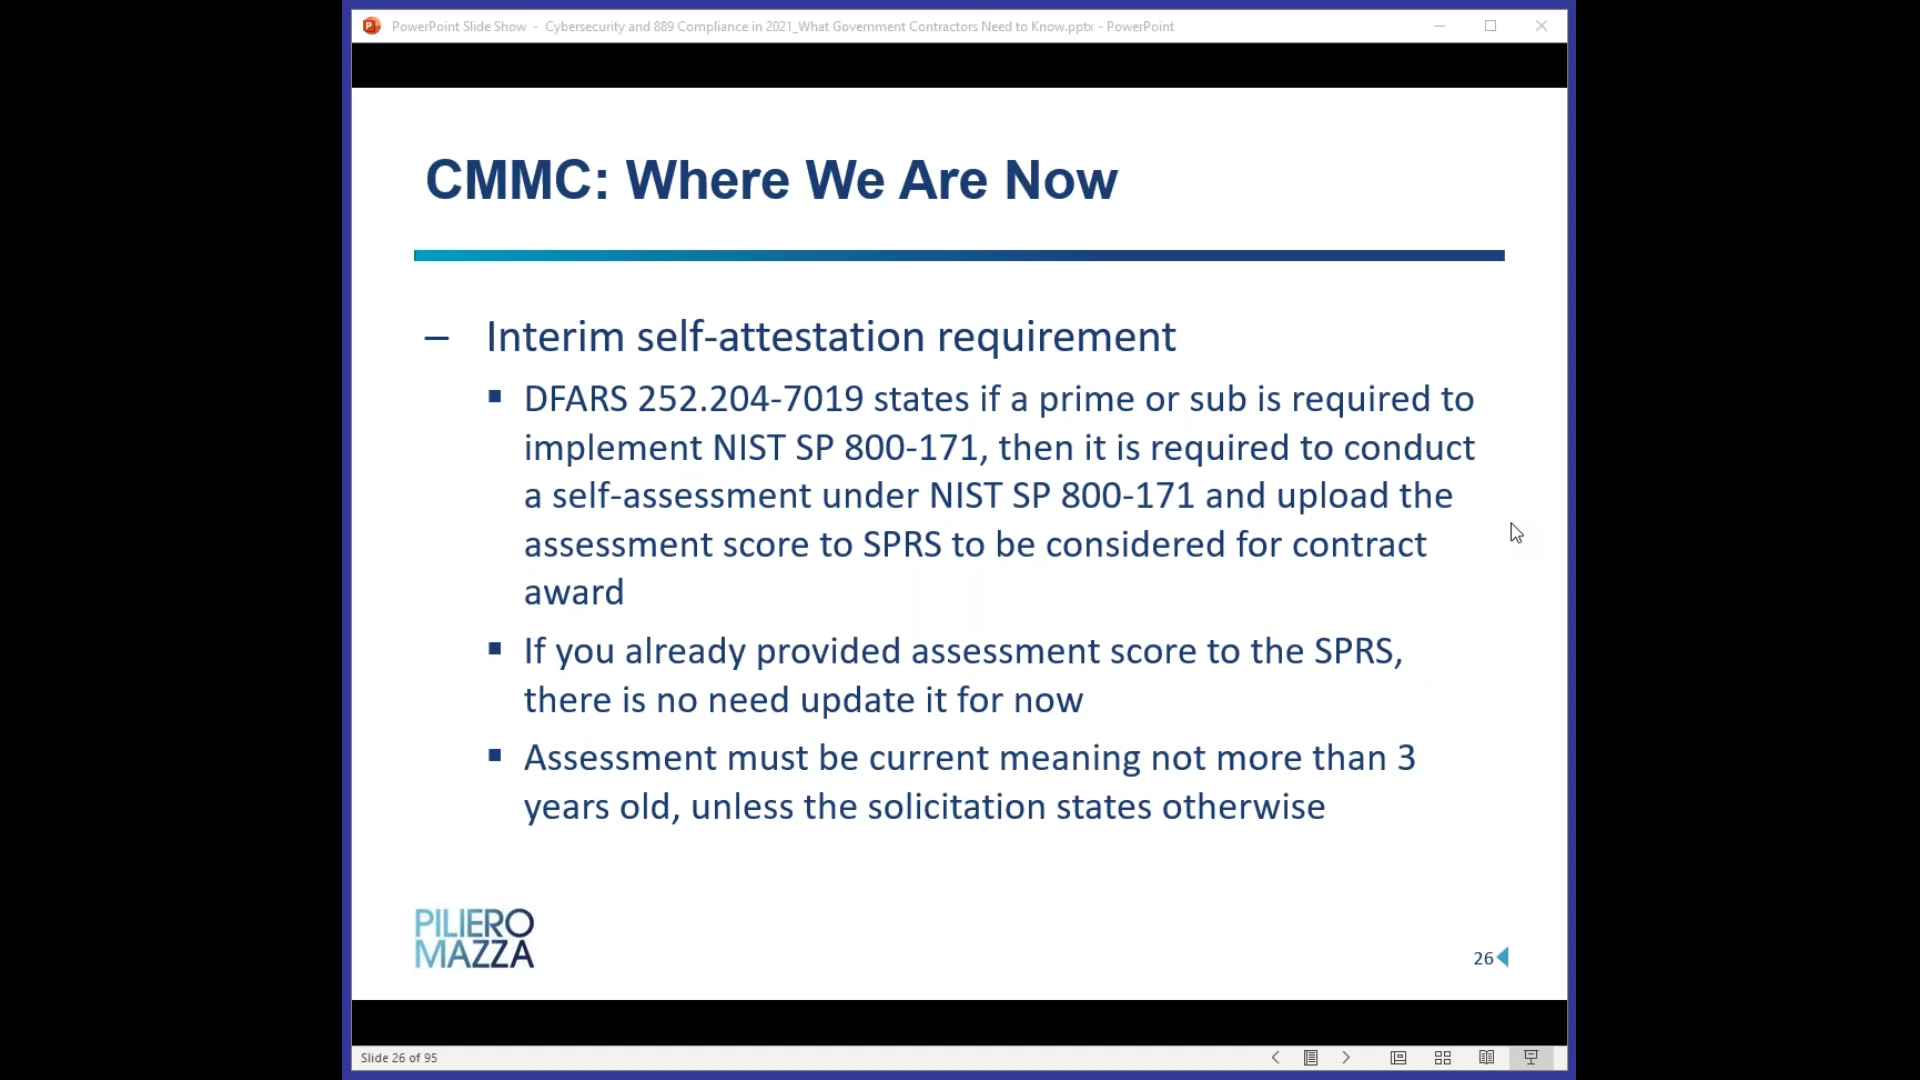 PowerPoint Slide Show - Cybersecurity and 889 Compliance in 2021_What Government Contractors Need to Know.pptx - PowerPoint
CMMC: Where We Are Now
– Interim self-attestation requirement
▪ DFARS 252.204-7019 states if a prime or sub is required to
implement NIST SP 800-171, then it is required to conduct
a self-assessment under NIST SP 800-171 and upload the
assessment score to SPRS to be considered for contract
award
▪ If you already provided assessment score to the SPRS,
there is no need update it for now
▪ Assessment must be current meaning not more than 3
years old, unless the solicitation states otherwise
PILIERO
MAZZA
26
Slide 26 of 95